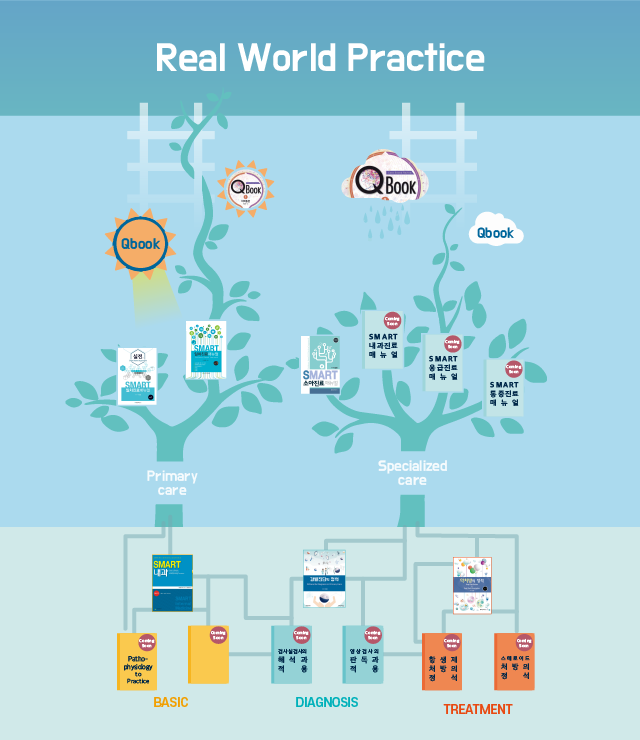 Real World Practice
Q BOOK
Q BOOK
Qbook
Qbook
실전
SMART
SMART
SMART
소아진료
Coming Soon
SMART
내과진료
매뉴얼
Coming Soon
SMART
응급진료
매뉴얼
Coming Soon
SMART
통증진료
매뉴얼
Primary
care
Specialized
care
SMART
내과
Coming Soon
Patho-
physiology
to
Practice
Coming Soon
Coming Soon
검사실검사의
해석과
적용
Coming Soon
영상검사의
판독과
적용
Coming Soon
항생제
처방의
정석
Coming Soon
스테로이드
처방의
정석
BASIC
DIAGNOSIS
TREATMENT